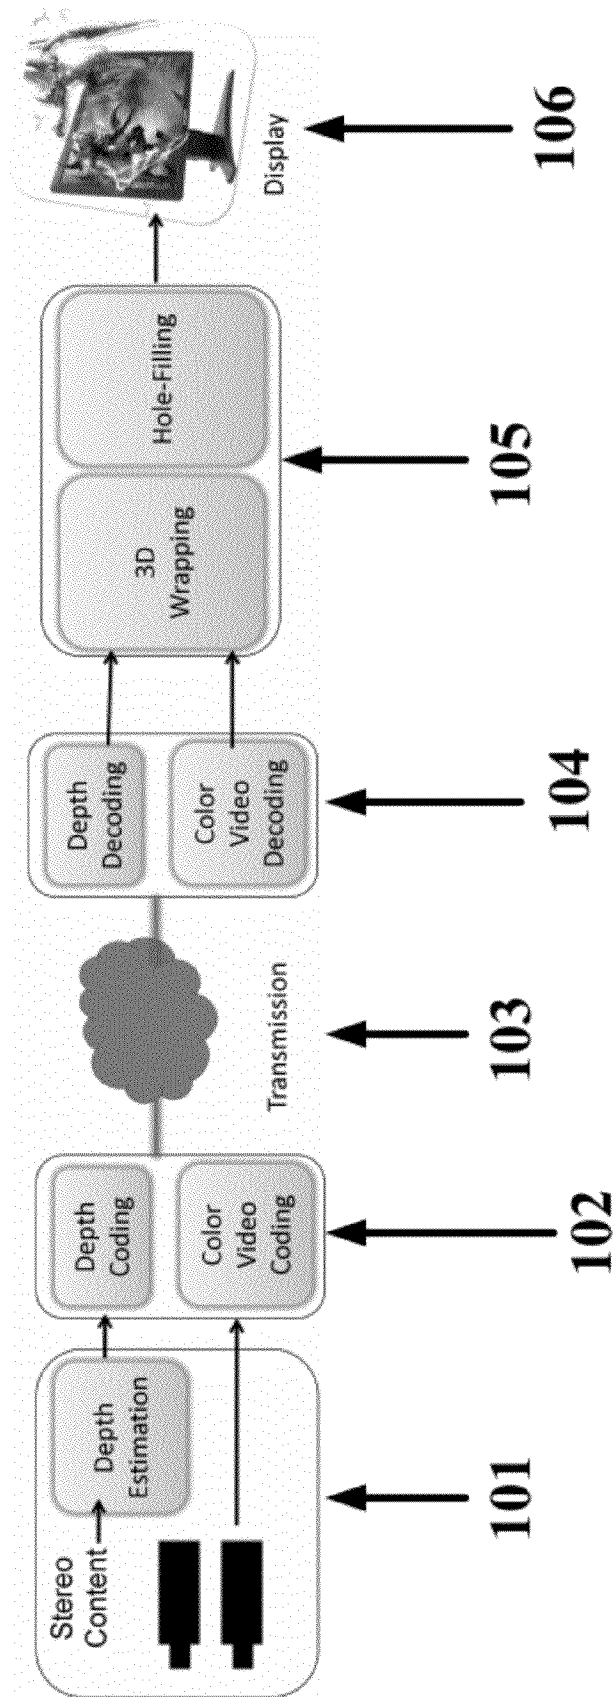 Stereo
Content
Depth
Estimation
Depth
Coding
Color
Video
Coding
Transmission
Depth
Decoding
Color
Video
Decoding
3D
Wrapping
Hole-Filling
Display
101
102
103
104
105
106